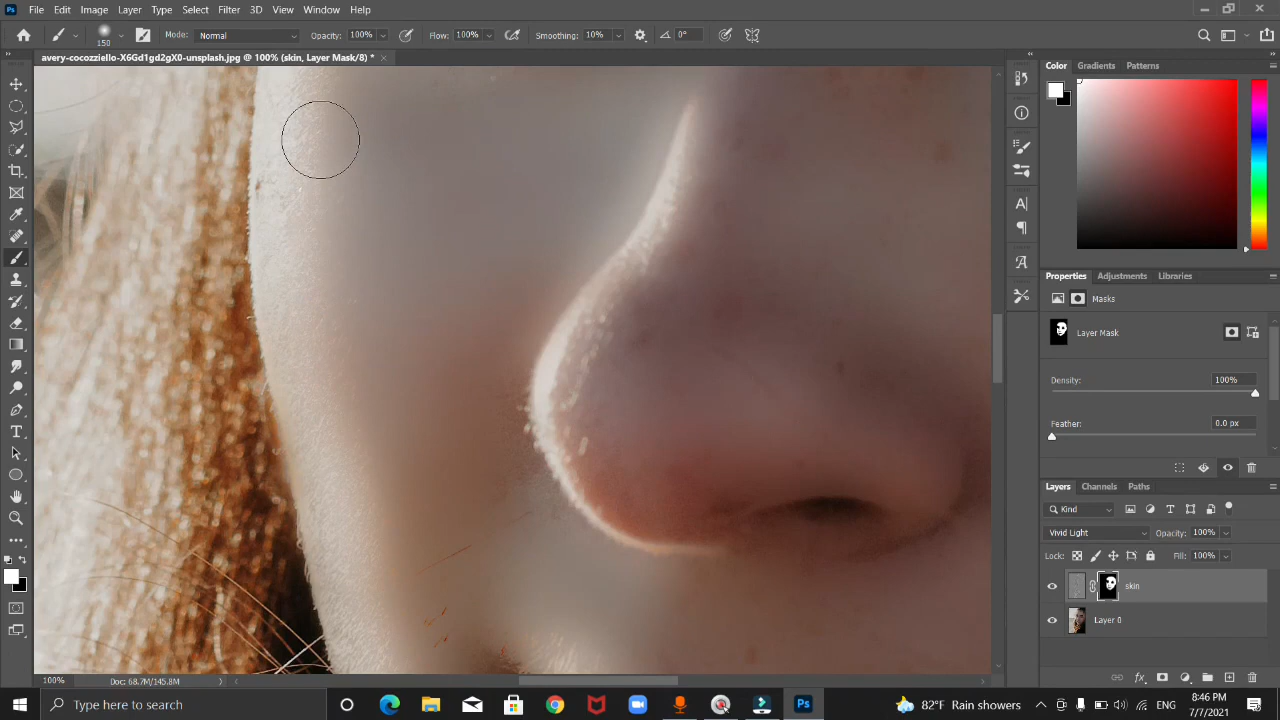 Ps File Edit Image Layer Type Select Filter 3D View Window Help
150 Mode: Normal Opacity: 100% Flow: 100% Smoothing: 10% 0°
avery-cocozziello-X6Gd1gd2gX0-unsplash.jpg @ 100% (skin, Layer Mask/8) *
Color Gradients Patterns
Properties Adjustments Libraries
Masks
Layer Mask
Density: 100%
Feather: 0.0 px
Layers Channels Paths
Kind
Vivid Light Opacity: 100%
Lock: Fill: 100%
skin
Layer 0
100% Doc: 68.7M/145.8M
Type here to search
Ps
82°F Rain showers
ENG
8:46 PM
7/7/2021